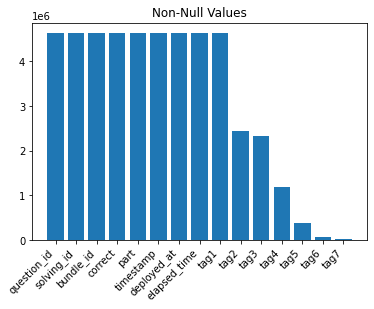 Non-Null Values
1e6
4
3
2
1
0
question_id
solving_id
bundle_id
correct
part
timestamp
deployed_at
elapsed_time
tag1
tag2
tag3
tag4
tag5
tag6
tag7